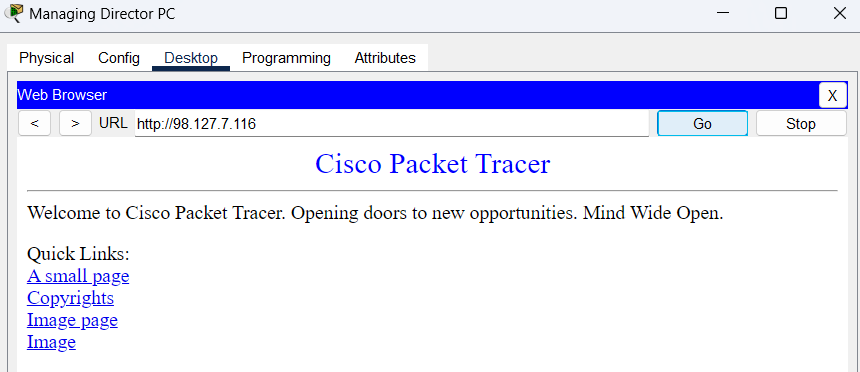 Managing Director PC
Physical Config Desktop Programming Attributes
Web Browser X
< > URL http://98.127.7.116 Go Stop
Cisco Packet Tracer
Welcome to Cisco Packet Tracer. Opening doors to new opportunities. Mind Wide Open.
Quick Links:
A small page
Copyrights
Image page
Image